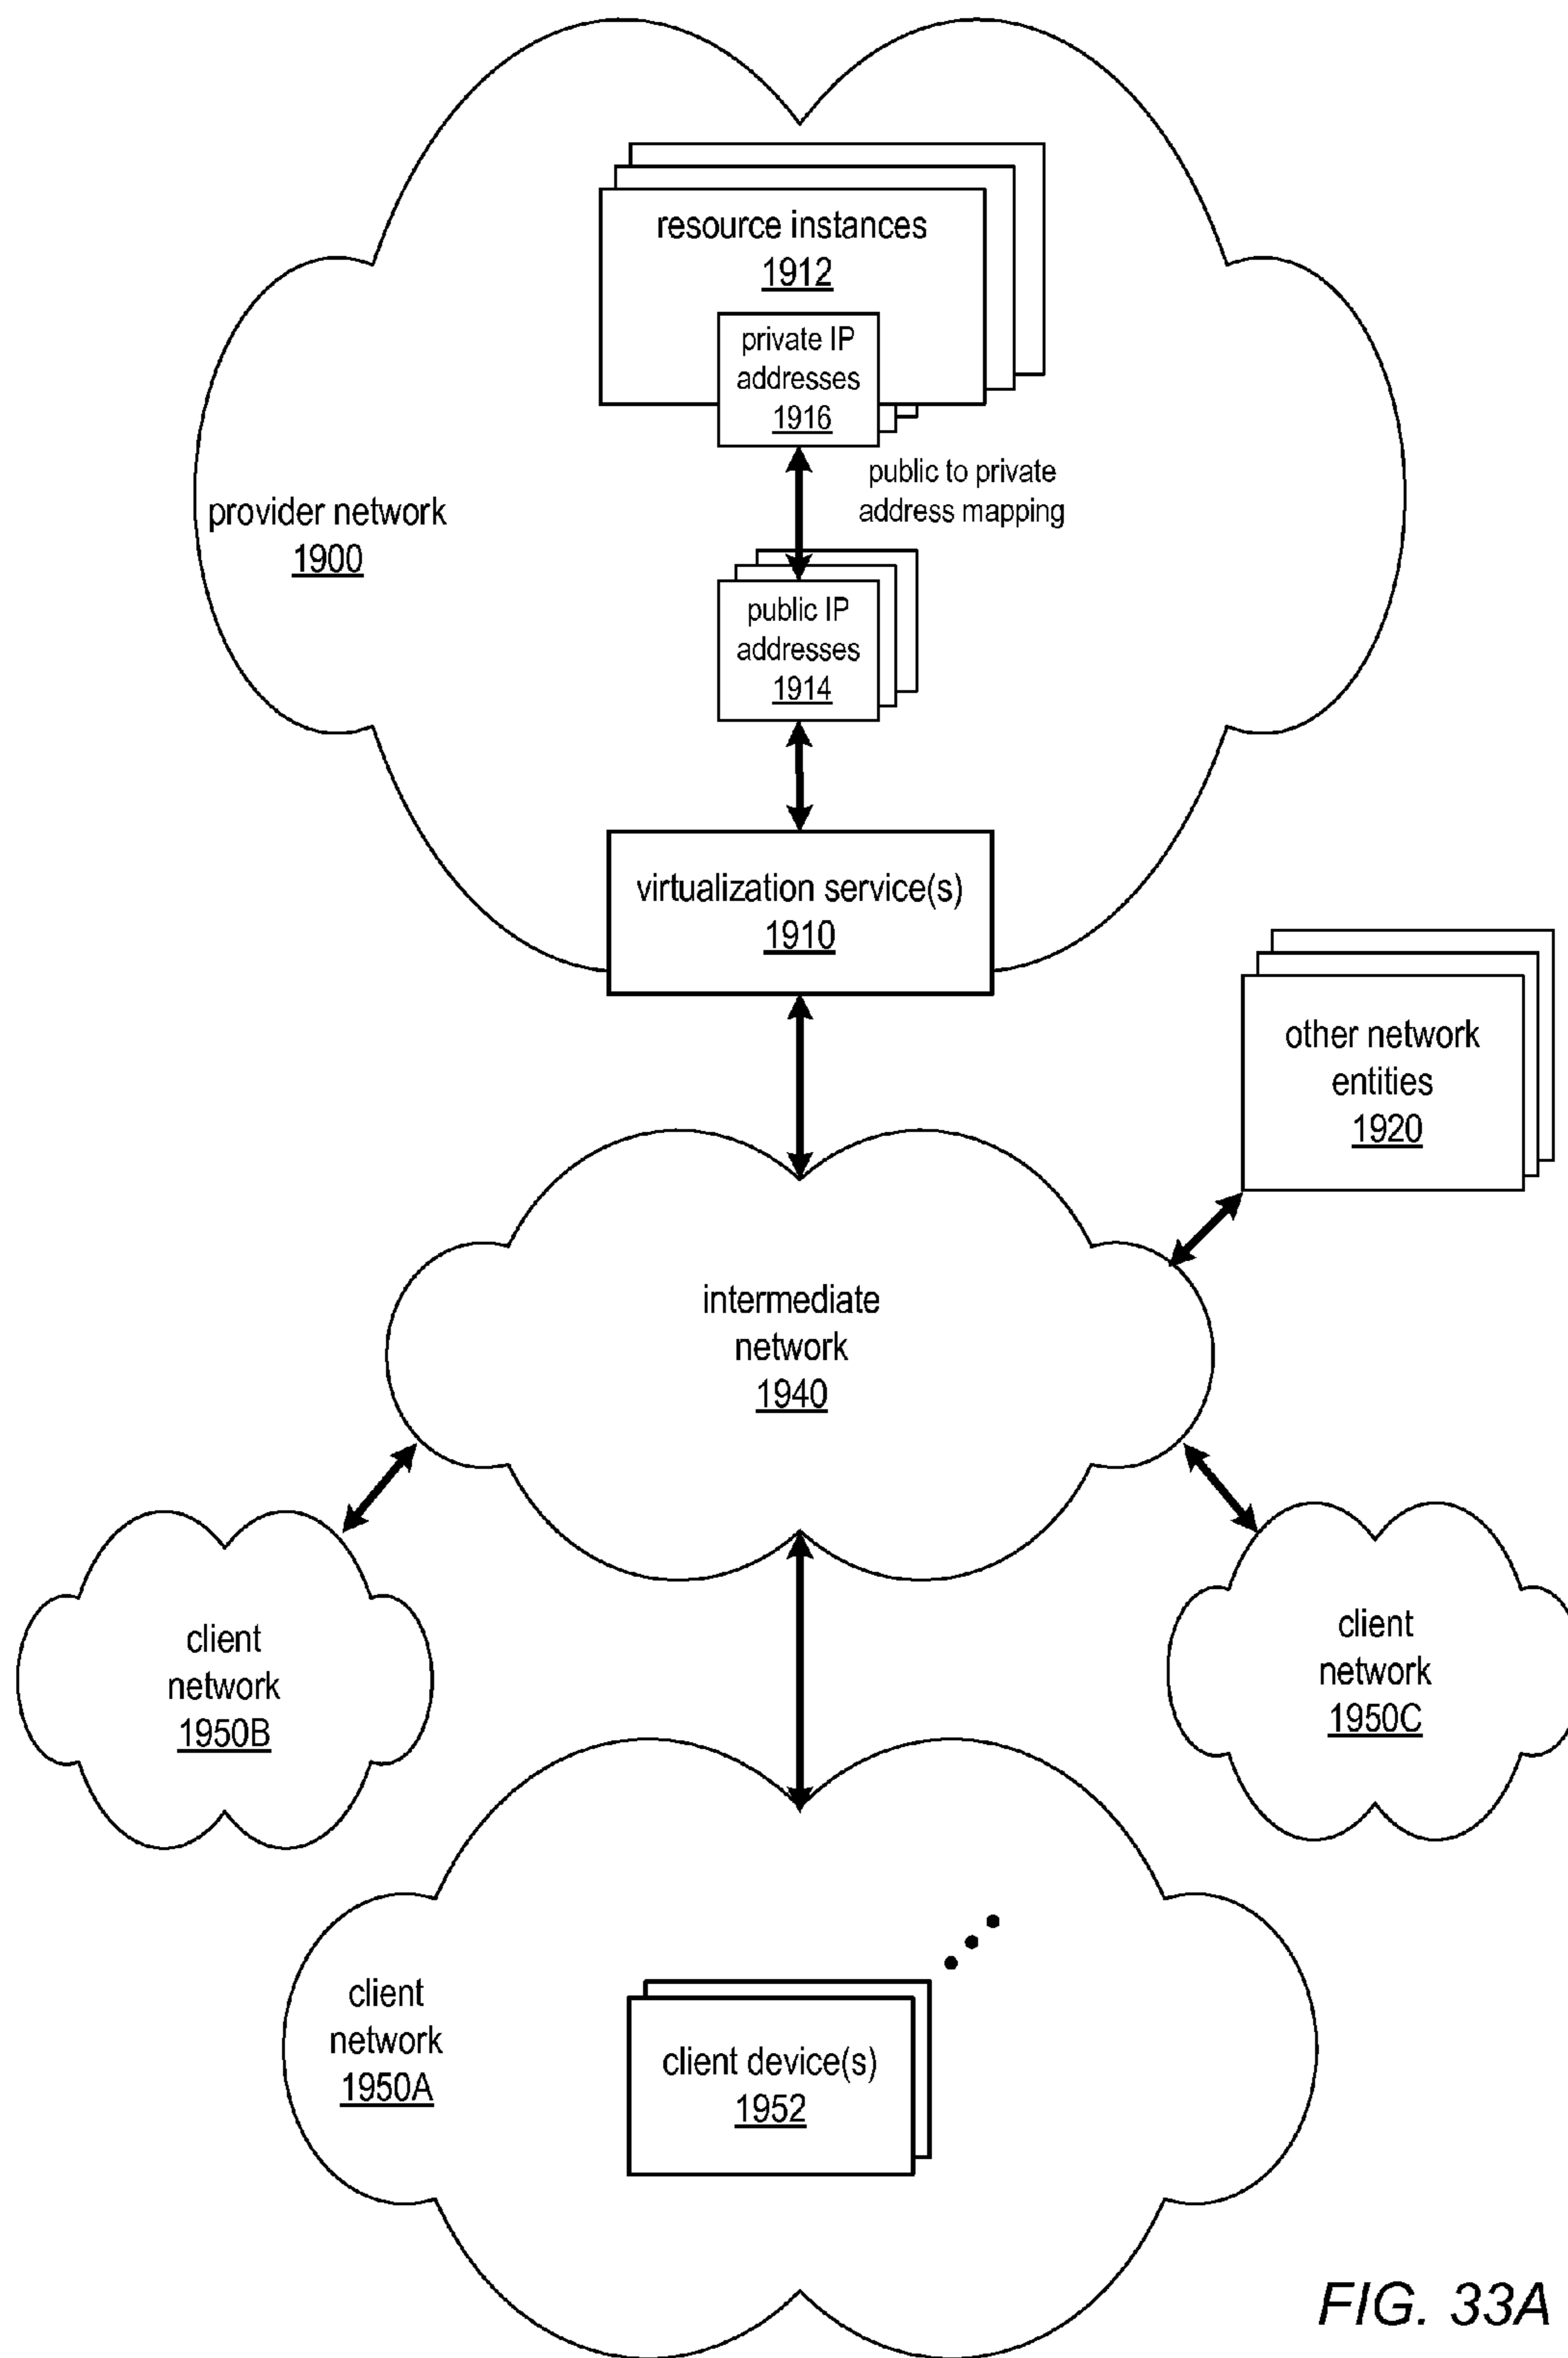 resource instances
1912
private IP
addresses
1916
public to private
address mapping
provider network
1900
public IP
addresses
1914
virtualization service(s)
1910
other network
entities
1920
intermediate
network
1940
client
network
1950B
client
network
1950C
client
network
1950A
client device(s)
1952
FIG. 33A